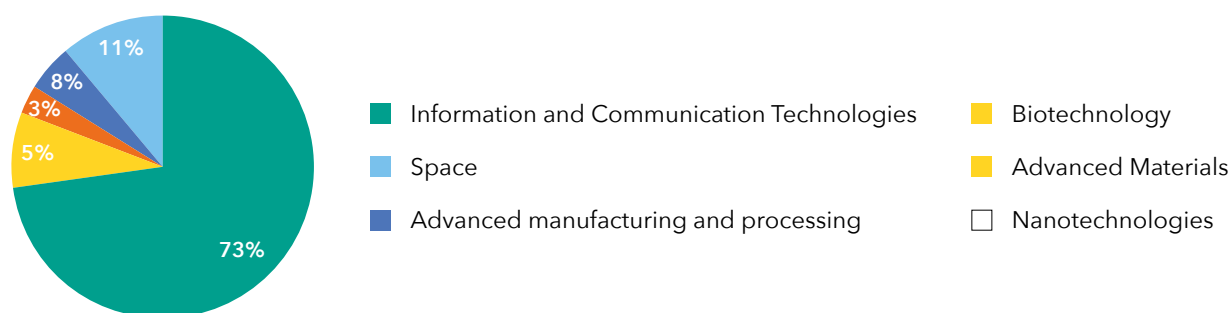 11%
8%
3%
5%
73%
Information and Communication Technologies
Space
Advanced manufacturing and processing
Biotechnology
Advanced Materials
Nanotechnologies